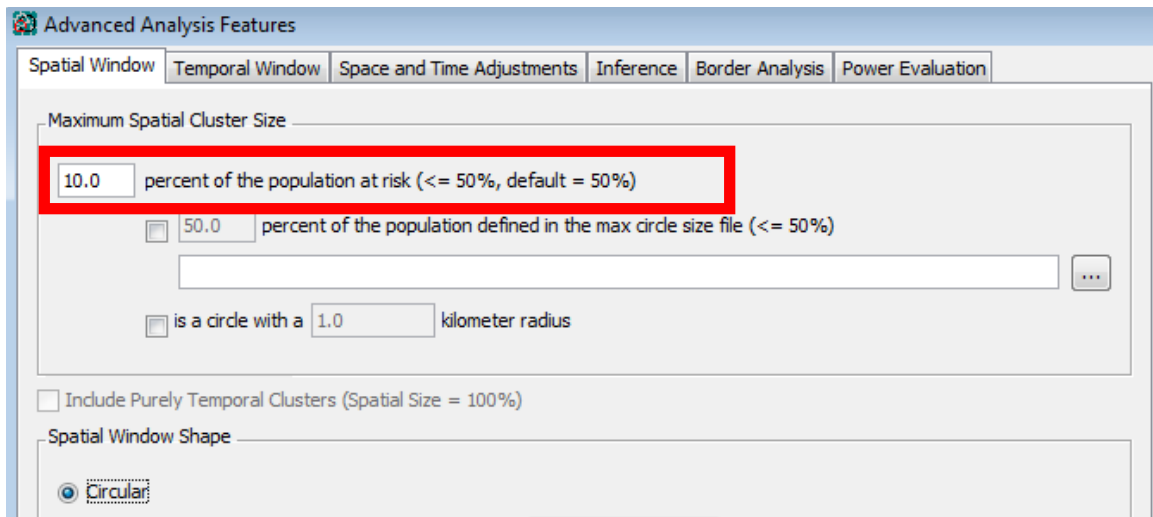 Advanced Analysis Features
Spatial Window Temporal Window Space and Time Adjustments Inference Border Analysis Power Evaluation
Maximum Spatial Cluster Size
10.0 percent of the population at risk (<= 50%, default = 50%)
50.0 percent of the population defined in the max circle size file (<= 50%)
...
is a circle with a 1.0 kilometer radius
Include Purely Temporal Clusters (Spatial Size = 100%)
Spatial Window Shape
Circular